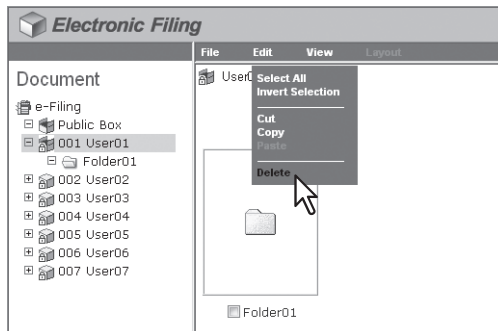 Electronic Filing
File Edit View Layout
Document
e-Filing
Public Box
001 User01
Folder01
002 User02
003 User03
004 User04
005 User05
006 User06
007 User07
Select All
Invert Selection
Cut
Copy
Paste
Delete
Folder01